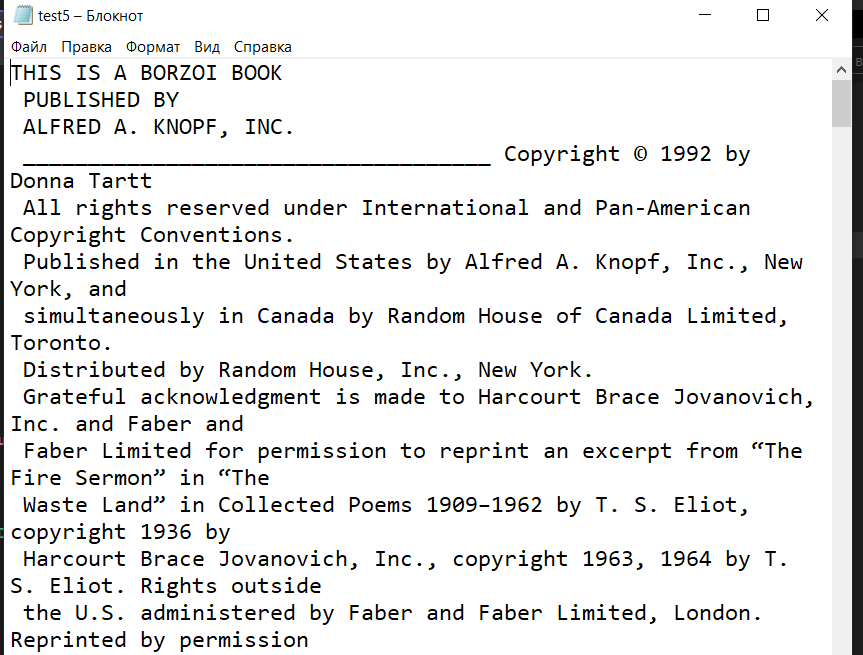 test5 – Блокнот
Файл Правка Формат Вид Справка
THIS IS A BORZOI BOOK
PUBLISHED BY
ALFRED A. KNOPF, INC.
____________________________________ Copyright © 1992 by
Donna Tartt
All rights reserved under International and Pan-American
Copyright Conventions.
Published in the United States by Alfred A. Knopf, Inc., New
York, and
simultaneously in Canada by Random House of Canada Limited,
Toronto.
Distributed by Random House, Inc., New York.
Grateful acknowledgment is made to Harcourt Brace Jovanovich,
Inc. and Faber and
Faber Limited for permission to reprint an excerpt from “The
Fire Sermon” in “The
Waste Land” in Collected Poems 1909–1962 by T. S. Eliot,
copyright 1936 by
Harcourt Brace Jovanovich, Inc., copyright 1963, 1964 by T.
S. Eliot. Rights outside
the U.S. administered by Faber and Faber Limited, London.
Reprinted by permission